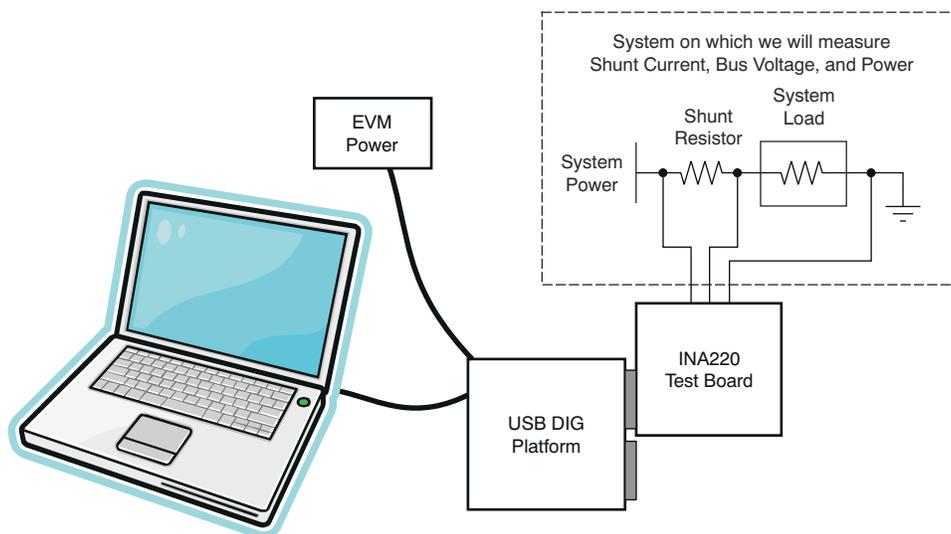 System on which we will measure
Shunt Current, Bus Voltage, and Power
System
Load
Shunt
Resistor
System
Power
EVM
Power
INA220
Test Board
USB DIG
Platform